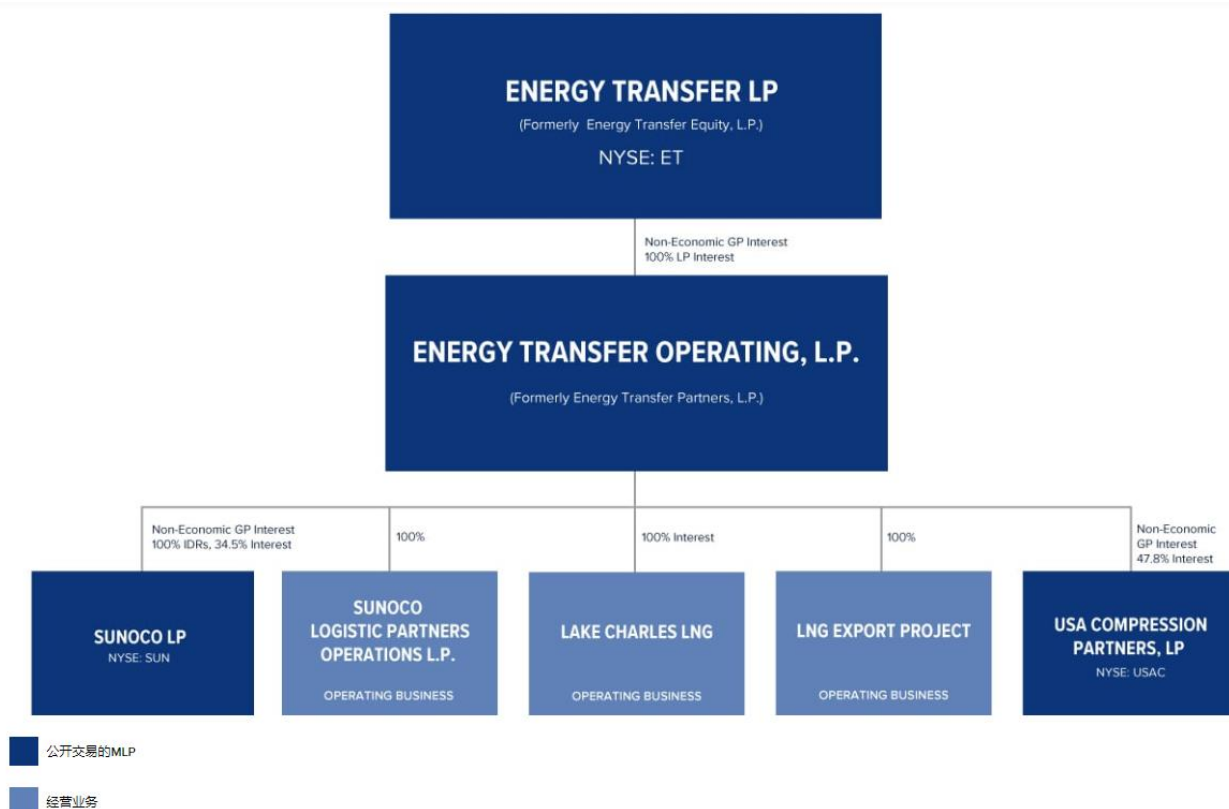 ENERGY TRANSFER LP
(Formerly Energy Transfer Equity, L.P.)
NYSE: ET
Non-Economic GP Interest
100% LP Interest
ENERGY TRANSFER OPERATING, L.P.
(Formerly Energy Transfer Partners, L.P.)
Non-Economic GP Interest
100% IDRs, 34.5% Interest
100%
100% Interest
100%
Non-Economic
GP Interest
47.8% Interest
SUNOCO LP
NYSE: SUN
SUNOCO
LOGISTIC PARTNERS
OPERATIONS L.P.
OPERATING BUSINESS
LAKE CHARLES LNG
OPERATING BUSINESS
LNG EXPORT PROJECT
OPERATING BUSINESS
USA COMPRESSION
PARTNERS, LP
NYSE: USAC
公开交易的MLP
经营业务